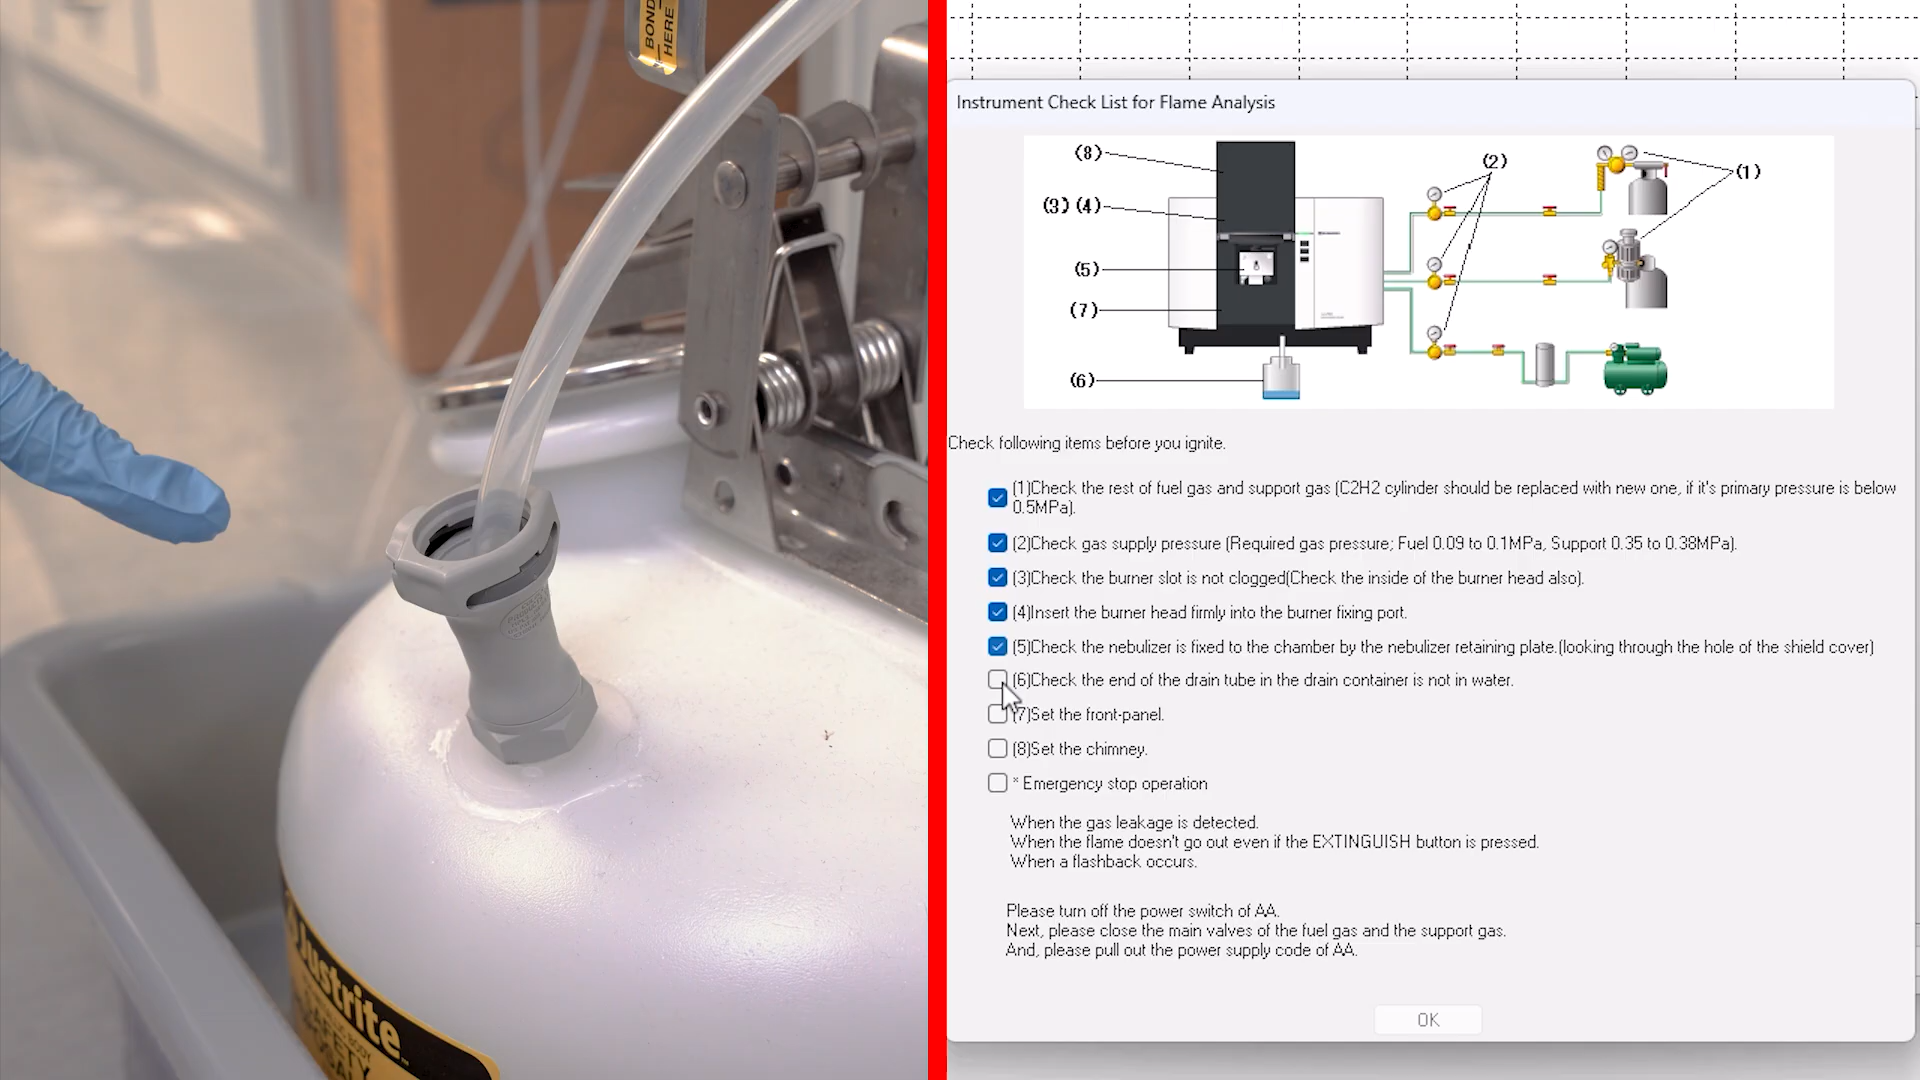 BOND
HERE
Justrite
SAFETY
Instrument Check List for Flame Analysis
(8)
(2)
(1)
(3) (4)
(5)
(7)
(6)
Check following items before you ignite.
(1)Check the rest of fuel gas and support gas (C2H2 cylinder should be replaced with new one, if it's primary pressure is below
0.5MPa).
(2)Check gas supply pressure (Required gas pressure; Fuel 0.09 to 0.1MPa, Support 0.35 to 0.38MPa).
(3)Check the burner slot is not clogged(Check the inside of the burner head also).
(4)Insert the burner head firmly into the burner fixing port.
(5)Check the nebulizer is fixed to the chamber by the nebulizer retaining plate.(looking through the hole of the shield cover)
(6)Check the end of the drain tube in the drain container is not in water.
(7)Set the front-panel.
(8)Set the chimney.
* Emergency stop operation
When the gas leakage is detected.
When the flame doesn't go out even if the EXTINGUISH button is pressed.
When a flashback occurs.
Please turn off the power switch of AA.
Next, please close the main valves of the fuel gas and the support gas.
And, please pull out the power supply code of AA.
OK